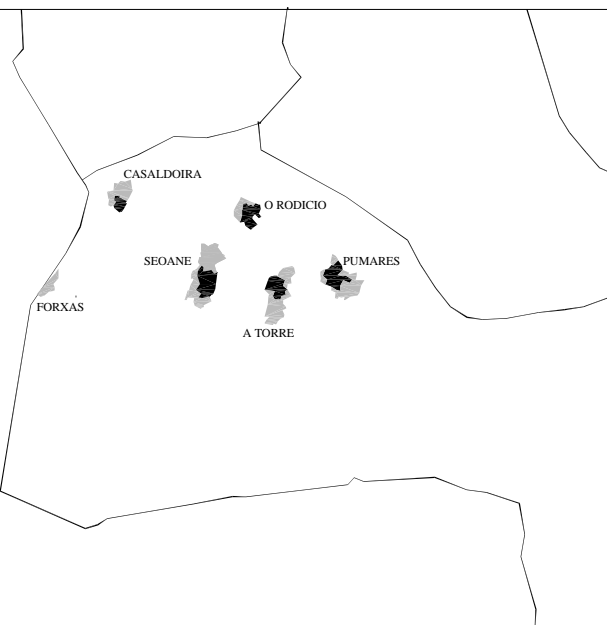 CASALDOIRA
O RODICIO
SEOANE
PUMARES
FORXAS
A TORRE